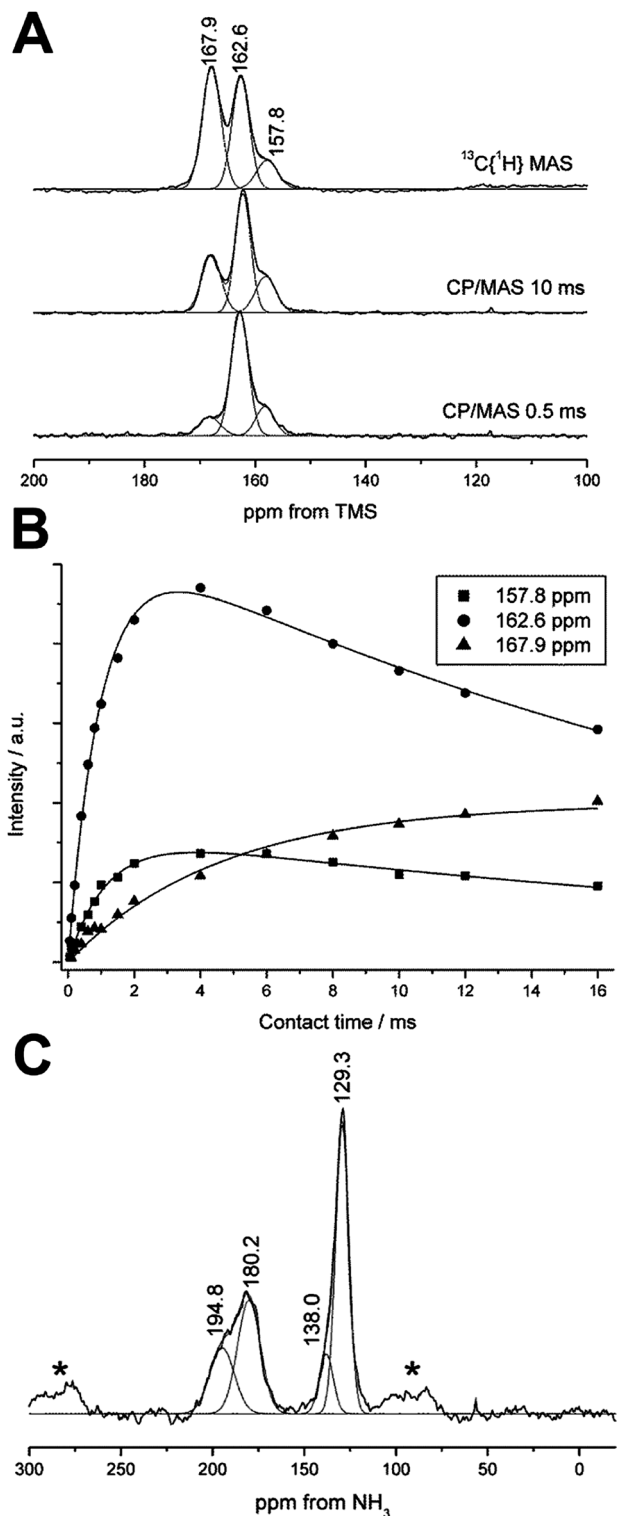 A
167.9
162.6
157.8
¹³C{¹H} MAS
CP/MAS 10 ms
CP/MAS 0.5 ms
200 180 160 140 120 100
ppm from TMS
B
157.8 ppm
162.6 ppm
167.9 ppm
Intensity / a.u.
0 2 4 6 8 10 12 14 16
Contact time / ms
C
194.8
180.2
138.0
129.3
* *
300 250 200 150 100 50 0
ppm from NH₃